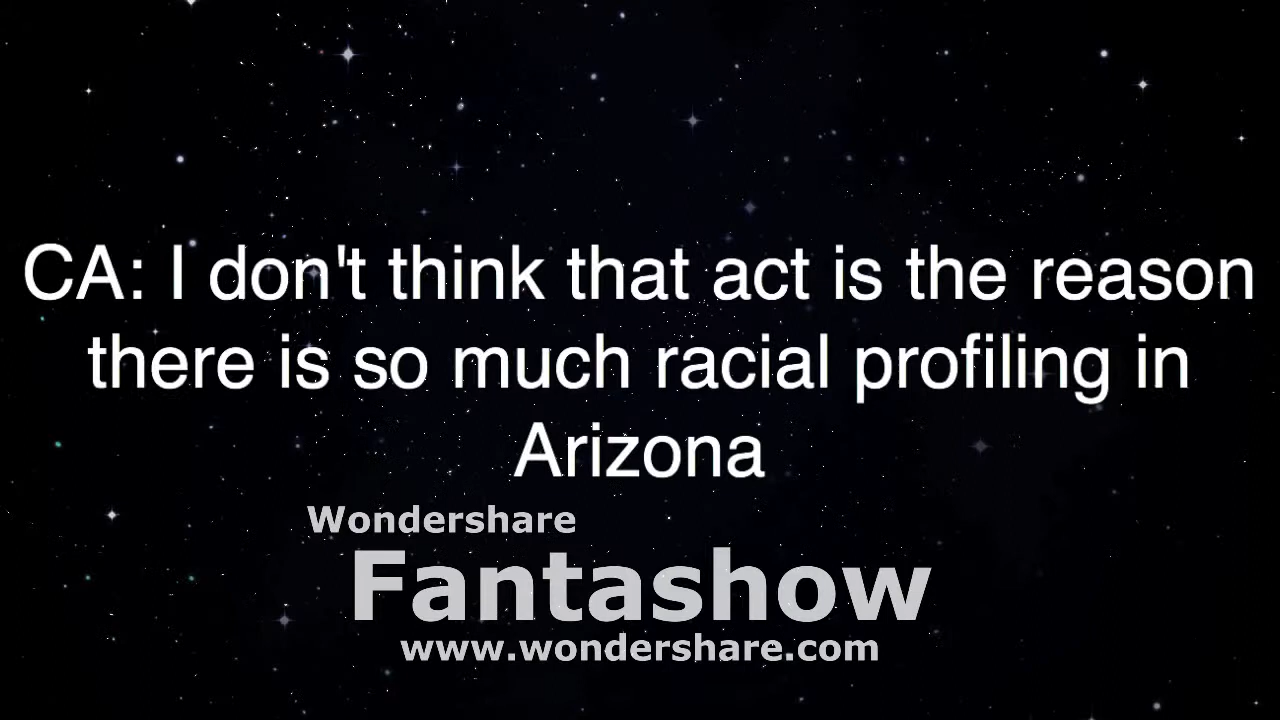 CA: I don't think that act is the reason
there is so much racial profiling in
Arizona
Wondershare
Fantashow
www.wondershare.com